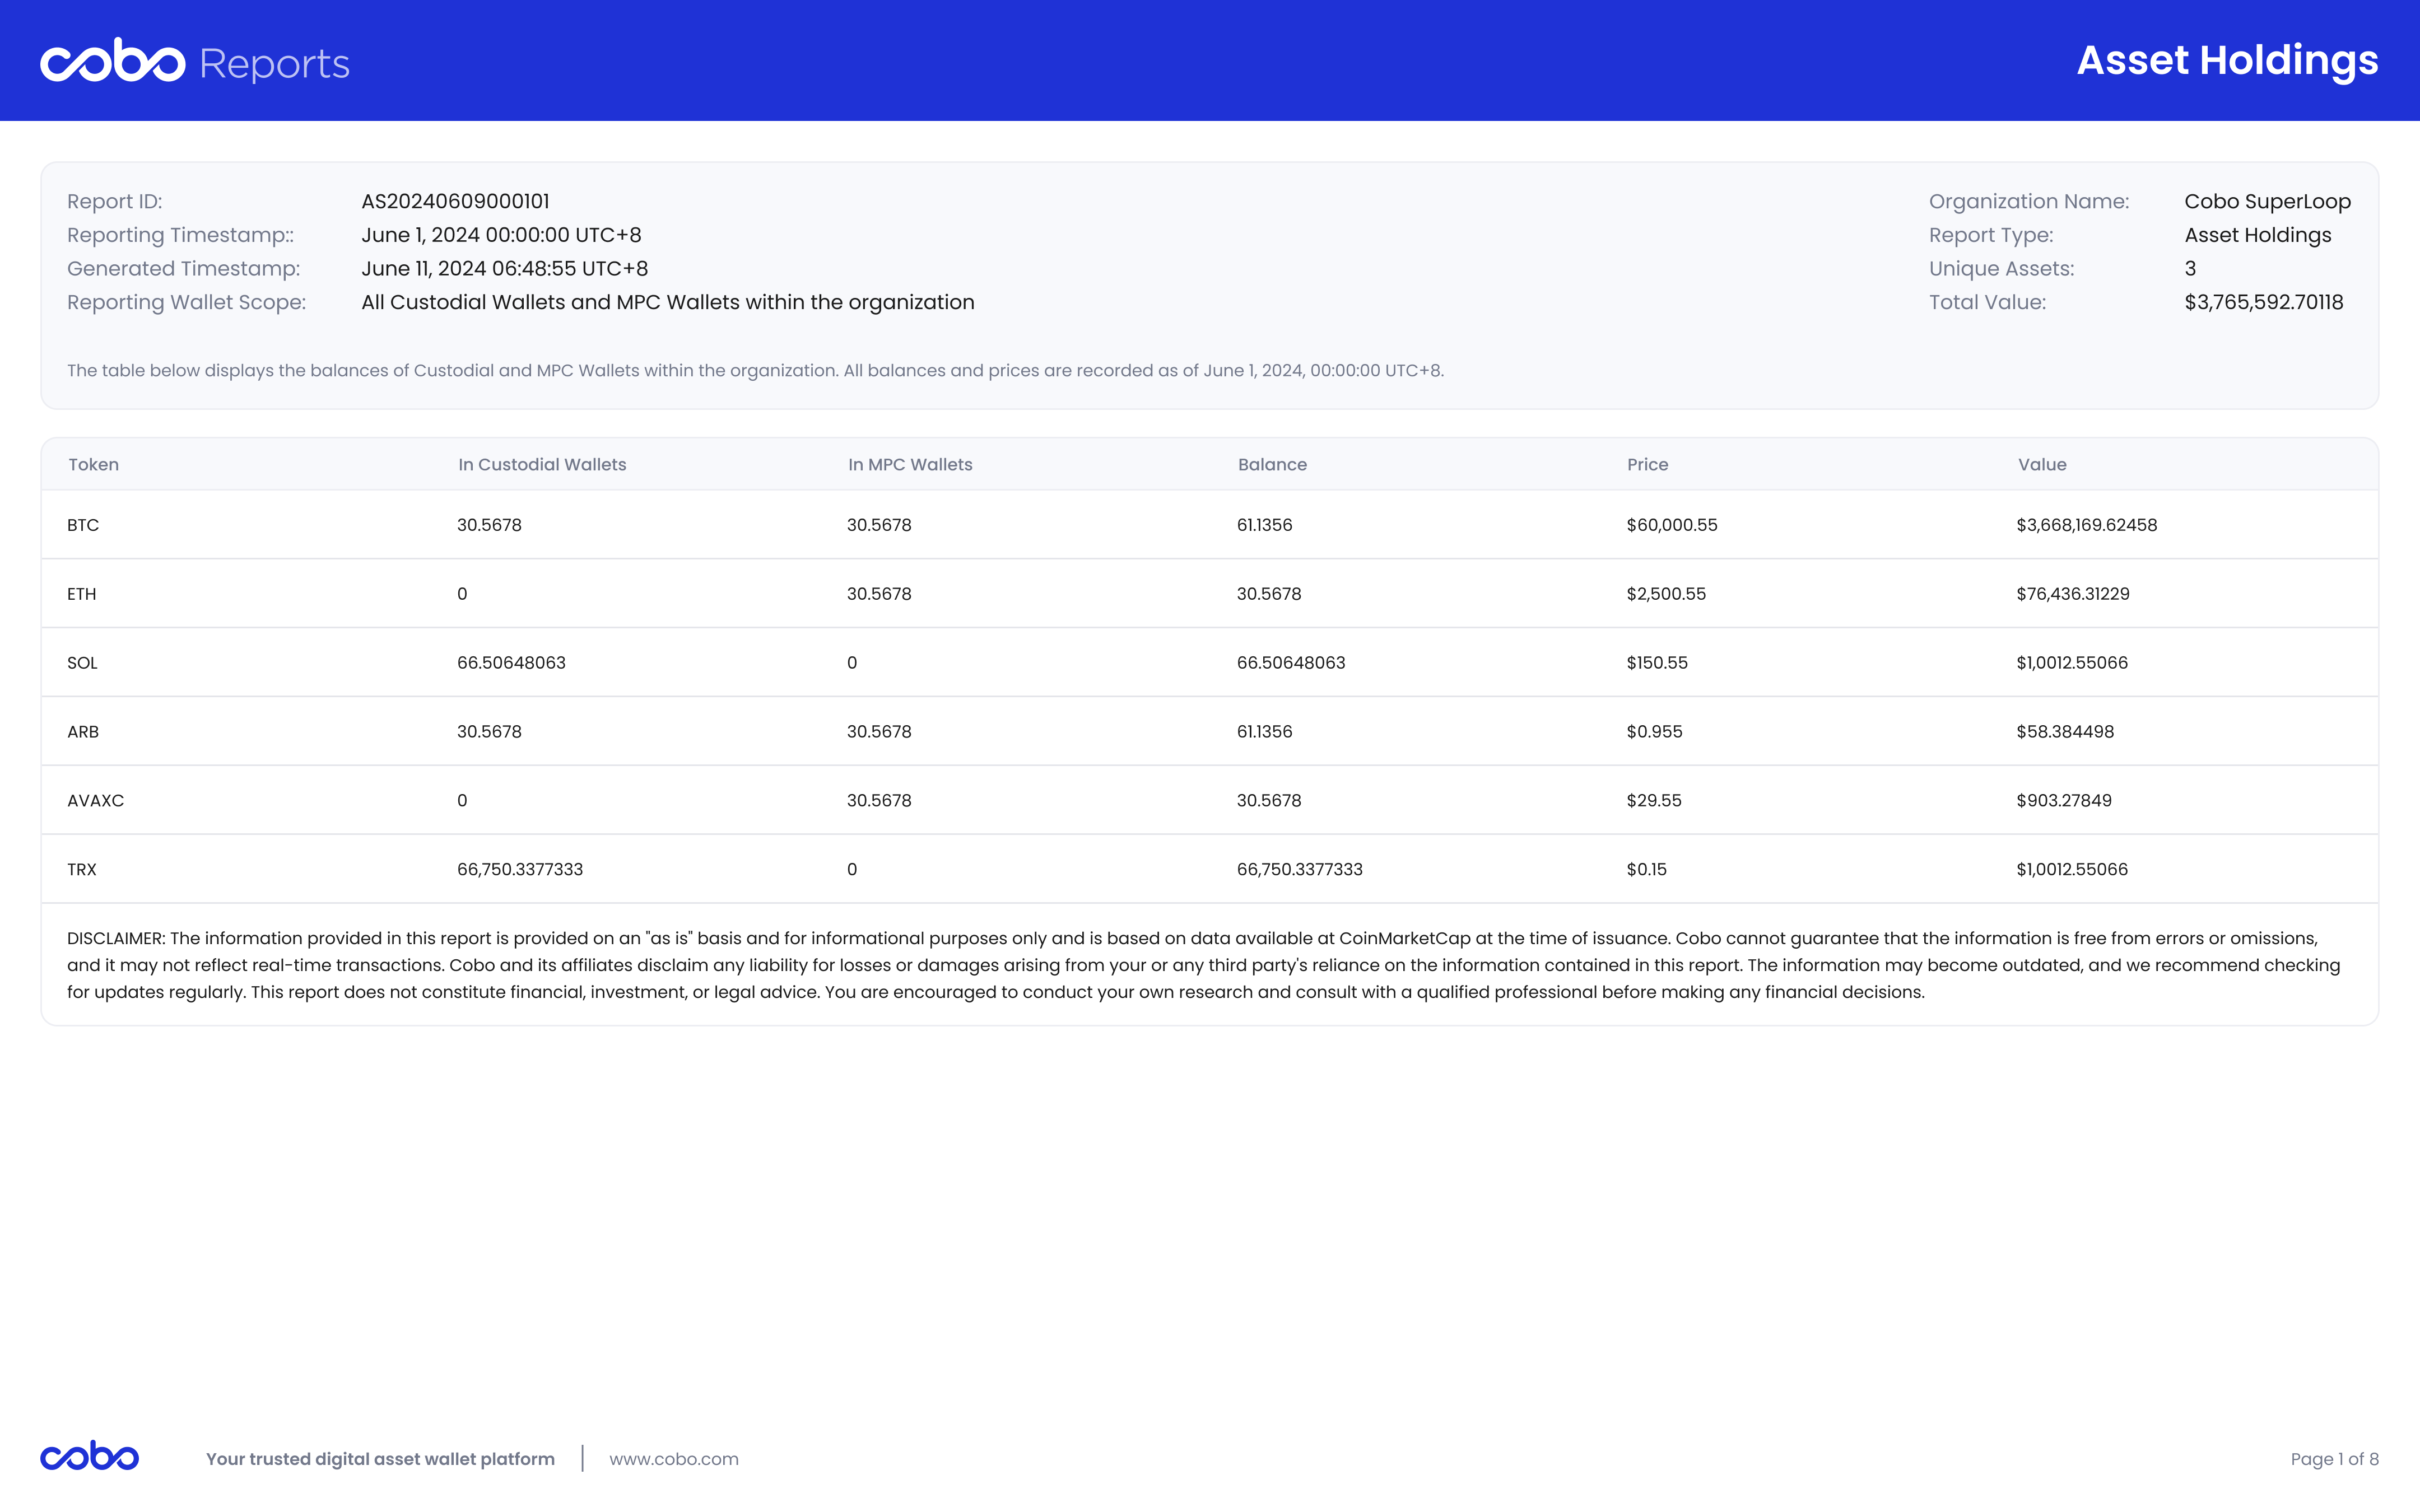 cobo Reports
Asset Holdings
Report ID: AS20240609000101
Reporting Timestamp:: June 1, 2024 00:00:00 UTC+8
Generated Timestamp: June 11, 2024 06:48:55 UTC+8
Reporting Wallet Scope: All Custodial Wallets and MPC Wallets within the organization
Organization Name: Cobo SuperLoop
Report Type: Asset Holdings
Unique Assets: 3
Total Value: $3,765,592.70118
The table below displays the balances of Custodial and MPC Wallets within the organization. All balances and prices are recorded as of June 1, 2024, 00:00:00 UTC+8.
Token In Custodial Wallets In MPC Wallets Balance Price Value
BTC 30.5678 30.5678 61.1356 $60,000.55 $3,668,169.62458
ETH 0 30.5678 30.5678 $2,500.55 $76,436.31229
SOL 66.50648063 0 66.50648063 $150.55 $1,0012.55066
ARB 30.5678 30.5678 61.1356 $0.955 $58.384498
AVAXC 0 30.5678 30.5678 $29.55 $903.27849
TRX 66,750.3377333 0 66,750.3377333 $0.15 $1,0012.55066
DISCLAIMER: The information provided in this report is provided on an "as is" basis and for informational purposes only and is based on data available at CoinMarketCap at the time of issuance. Cobo cannot guarantee that the information is free from errors or omissions,
and it may not reflect real-time transactions. Cobo and its affiliates disclaim any liability for losses or damages arising from your or any third party's reliance on the information contained in this report. The information may become outdated, and we recommend checking
for updates regularly. This report does not constitute financial, investment, or legal advice. You are encouraged to conduct your own research and consult with a qualified professional before making any financial decisions.
cobo Your trusted digital asset wallet platform | www.cobo.com Page 1 of 8